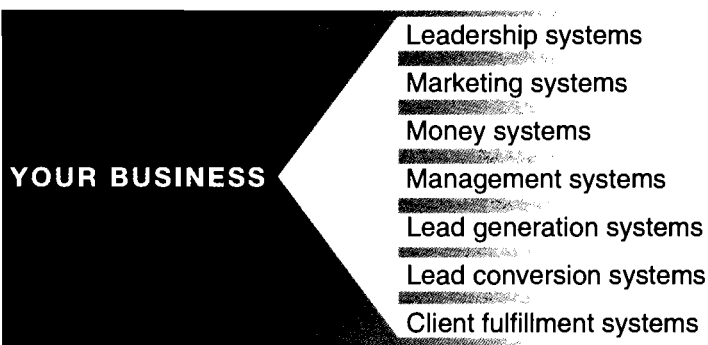 YOUR BUSINESS
Leadership systems
Marketing systems
Money systems
Management systems
Lead generation systems
Lead conversion systems
Client fulfillment systems